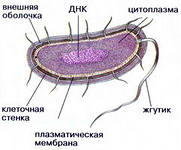 внешняя
оболочка
ДНК
цитоплазма
клеточная
стенка
жгутик
плазматическая
мембрана